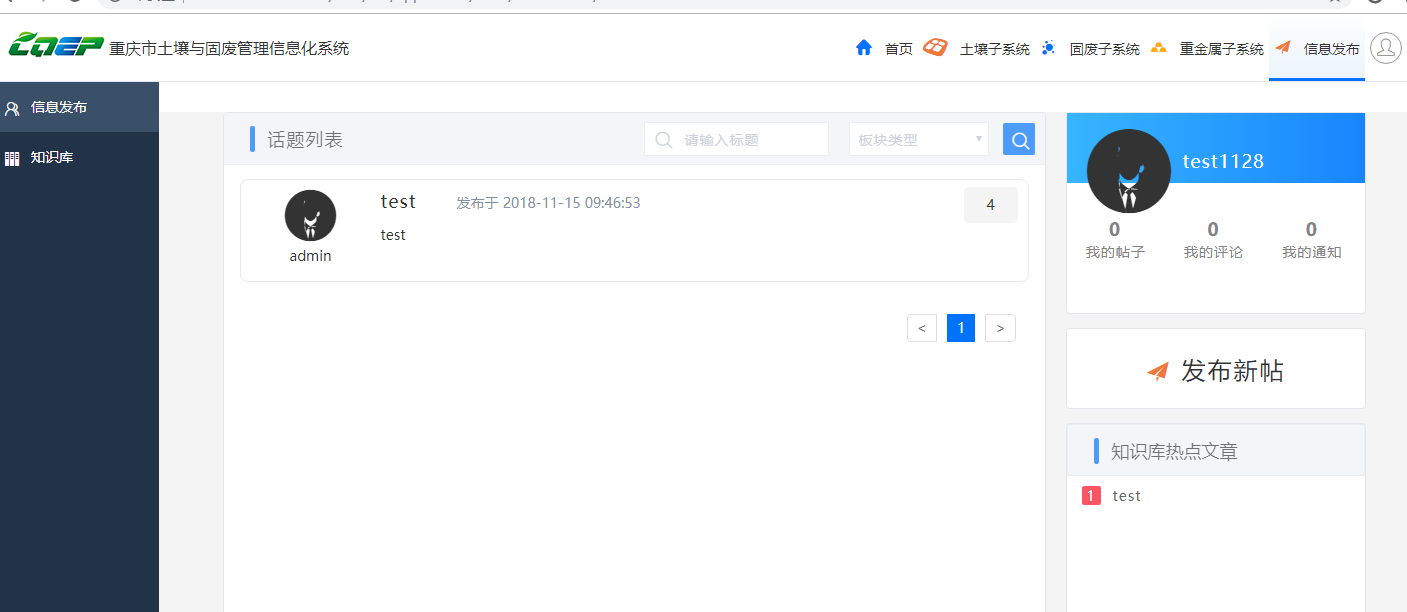 CQEP 重庆市土壤与固废管理信息化系统
首页 土壤子系统 固废子系统 重金属子系统 信息发布
信息发布
知识库
话题列表 请输入标题 板块类型
test 发布于 2018-11-15 09:46:53 4
test
admin
< 1 >
test1128
0 0 0
我的帖子 我的评论 我的通知
发布新帖
知识库热点文章
1 test